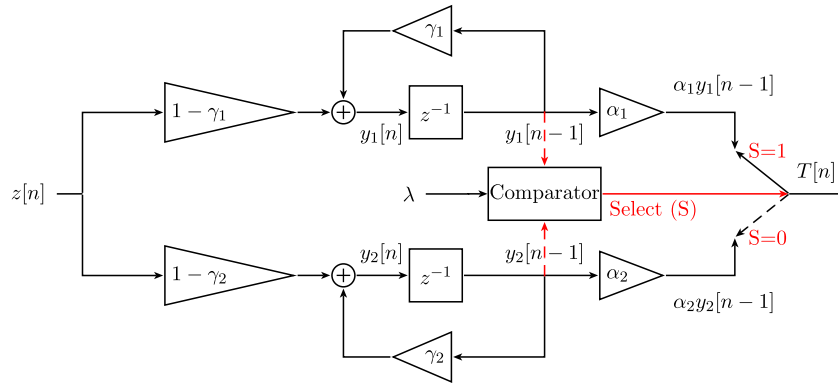 γ₁
1 − γ₁
+
y₁[n]
z⁻¹
y₁[n−1]
α₁
α₁y₁[n − 1]
S=1
z[n]
λ
Comparator
Select (S)
T[n]
S=0
1 − γ₂
+
y₂[n]
z⁻¹
y₂[n−1]
α₂
α₂y₂[n − 1]
γ₂